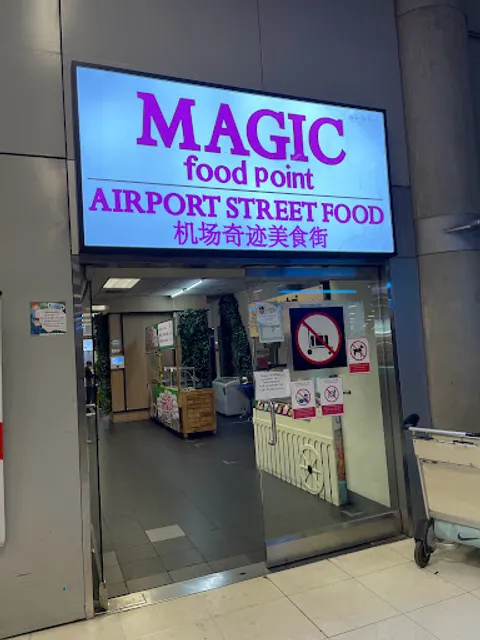 MAGIC
food point
AIRPORT STREET FOOD
机场奇迹美食街